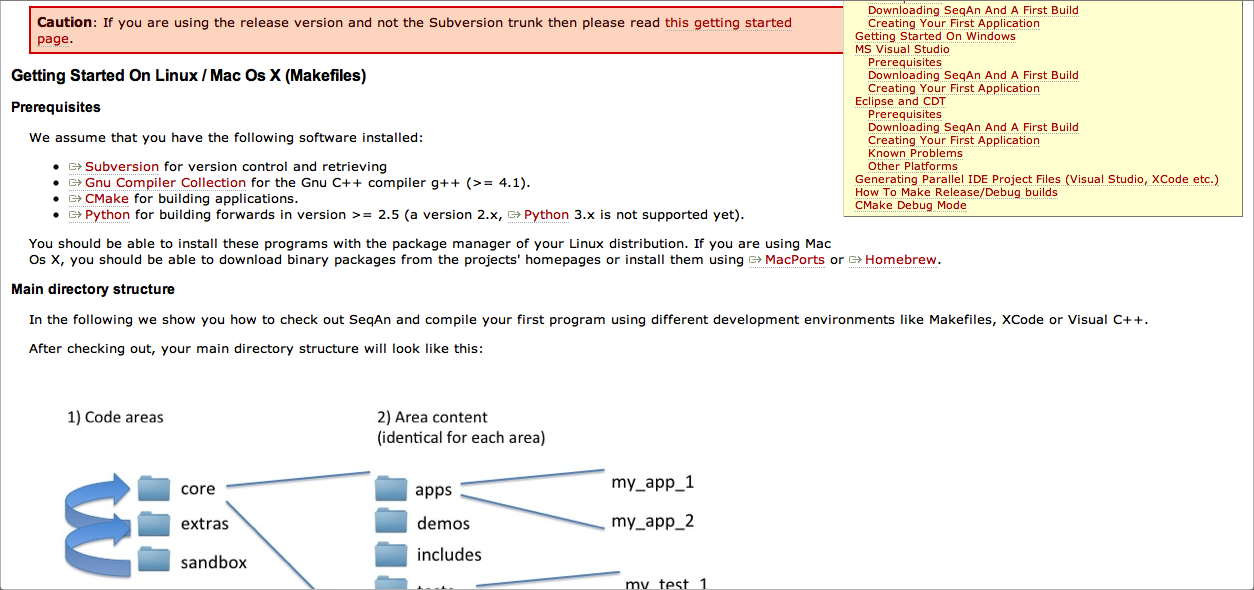 Caution: If you are using the release version and not the Subversion trunk then please read this getting started
page.
Downloading SeqAn And A First Build
Creating Your First Application
Getting Started On Windows
MS Visual Studio
Prerequisites
Downloading SeqAn And A First Build
Creating Your First Application
Eclipse and CDT
Prerequisites
Downloading SeqAn And A First Build
Creating Your First Application
Known Problems
Other Platforms
Generating Parallel IDE Project Files (Visual Studio, XCode etc.)
How To Make Release/Debug builds
CMake Debug Mode
Getting Started On Linux / Mac Os X (Makefiles)
Prerequisites
We assume that you have the following software installed:
Subversion for version control and retrieving
Gnu Compiler Collection for the Gnu C++ compiler g++ (>= 4.1).
CMake for building applications.
Python for building forwards in version >= 2.5 (a version 2.x, Python 3.x is not supported yet).
You should be able to install these programs with the package manager of your Linux distribution. If you are using Mac
Os X, you should be able to download binary packages from the projects' homepages or install them using MacPorts or Homebrew.
Main directory structure
In the following we show you how to check out SeqAn and compile your first program using different development environments like Makefiles, XCode or Visual C++.
After checking out, your main directory structure will look like this:
1) Code areas
2) Area content
(identical for each area)
core
apps
my_app_1
extras
demos
my_app_2
sandbox
includes
my_test_1